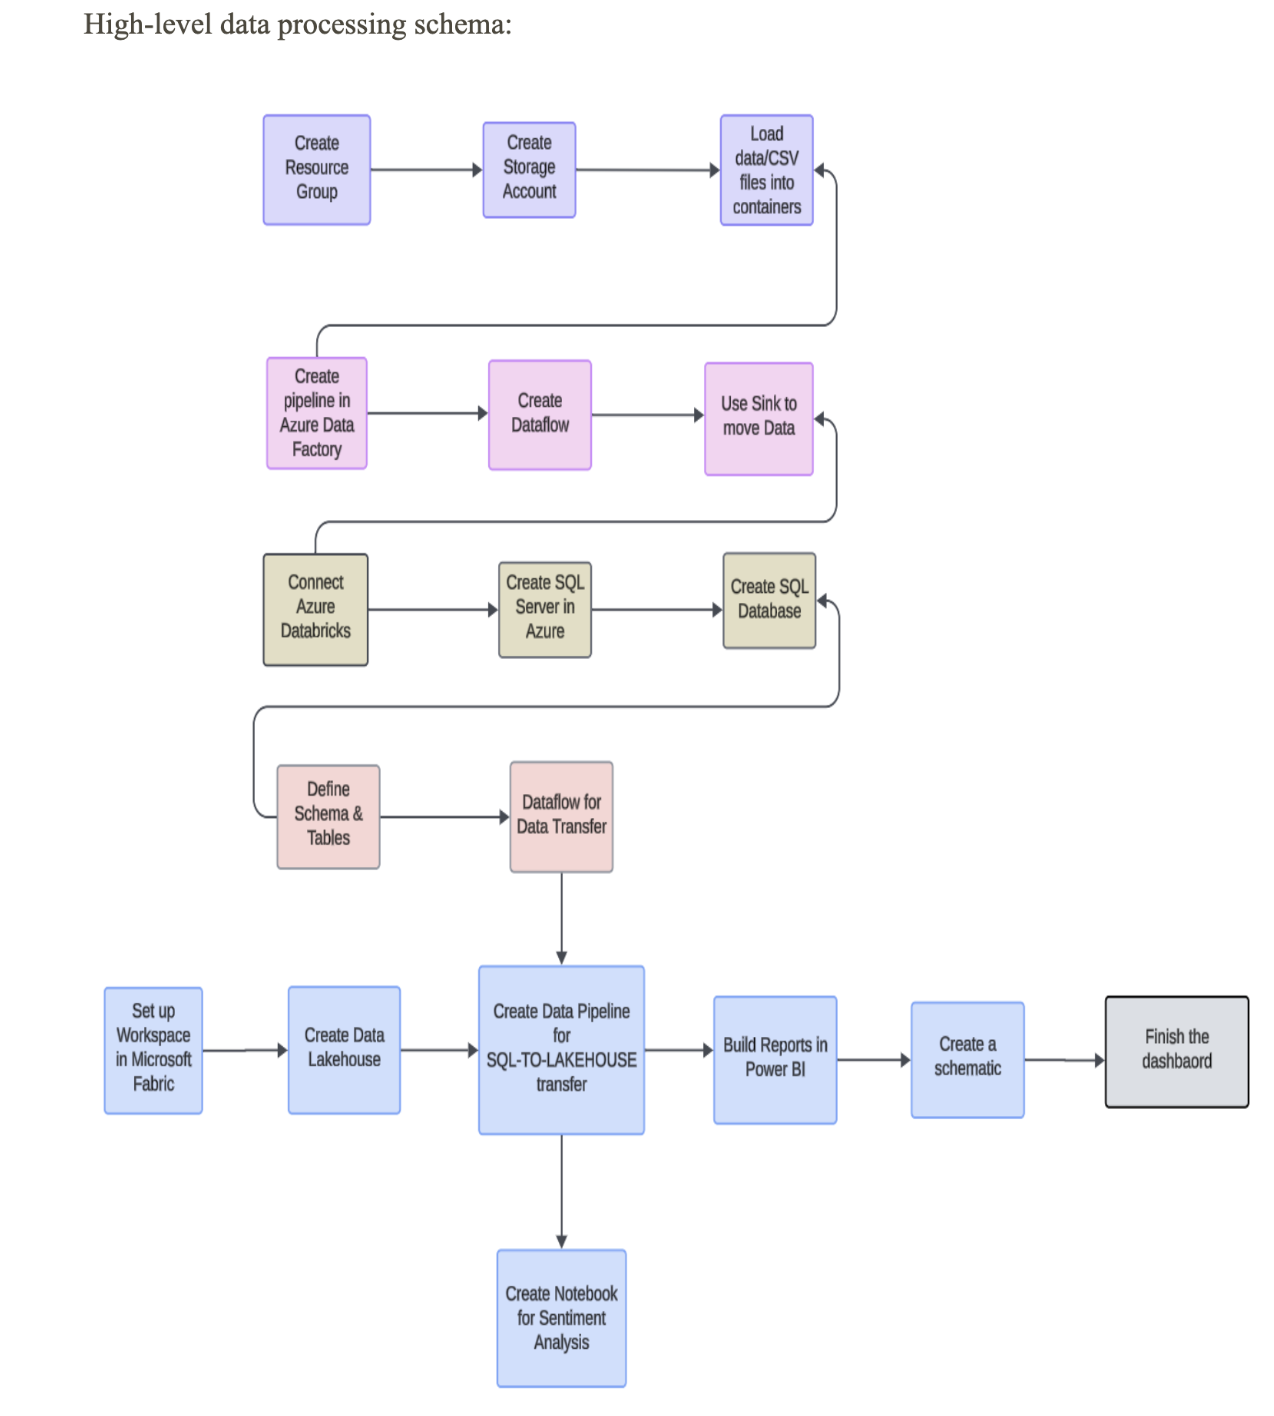 High-level data processing schema:
Create
Resource
Group
Create
Storage
Account
Load
data/CSV
files into
containers
Create
pipeline in
Azure Data
Factory
Create
Dataflow
Use Sink to
move Data
Connect
Azure
Databricks
Create SQL
Server in
Azure
Create SQL
Database
Define
Schema &
Tables
Dataflow for
Data Transfer
Set up
Workspace
in Microsoft
Fabric
Create Data
Lakehouse
Create Data Pipeline
for
SQL-TO-LAKEHOUSE
transfer
Build Reports in
Power BI
Create a
schematic
Finish the
dashbaord
Create Notebook
for Sentiment
Analysis